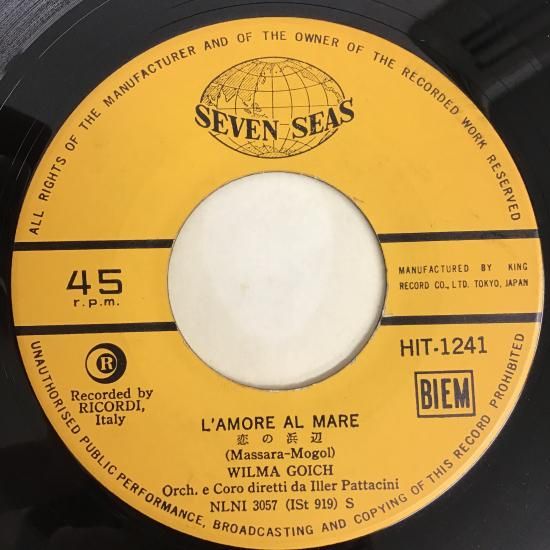 ALL RIGHTS OF THE MANUFACTURER AND OF THE OWNER OF THE RECORDED WORK RESERVED
SEVEN SEAS
45
r.p.m.
MANUFACTURED BY KING
RECORD CO., LTD. TOKYO, JAPAN
HIT-1241
R
Recorded by
RICORDI,
Italy
BIEM
L'AMORE AL MARE
恋の浜辺
(Massara-Mogol)
WILMA GOICH
Orch. e Coro diretti da Iller Pattacini
NLNI 3057 (ISt 919) S
UNAUTHORISED PUBLIC PERFORMANCE, BROADCASTING AND COPYING OF THIS RECORD PROHIBITED